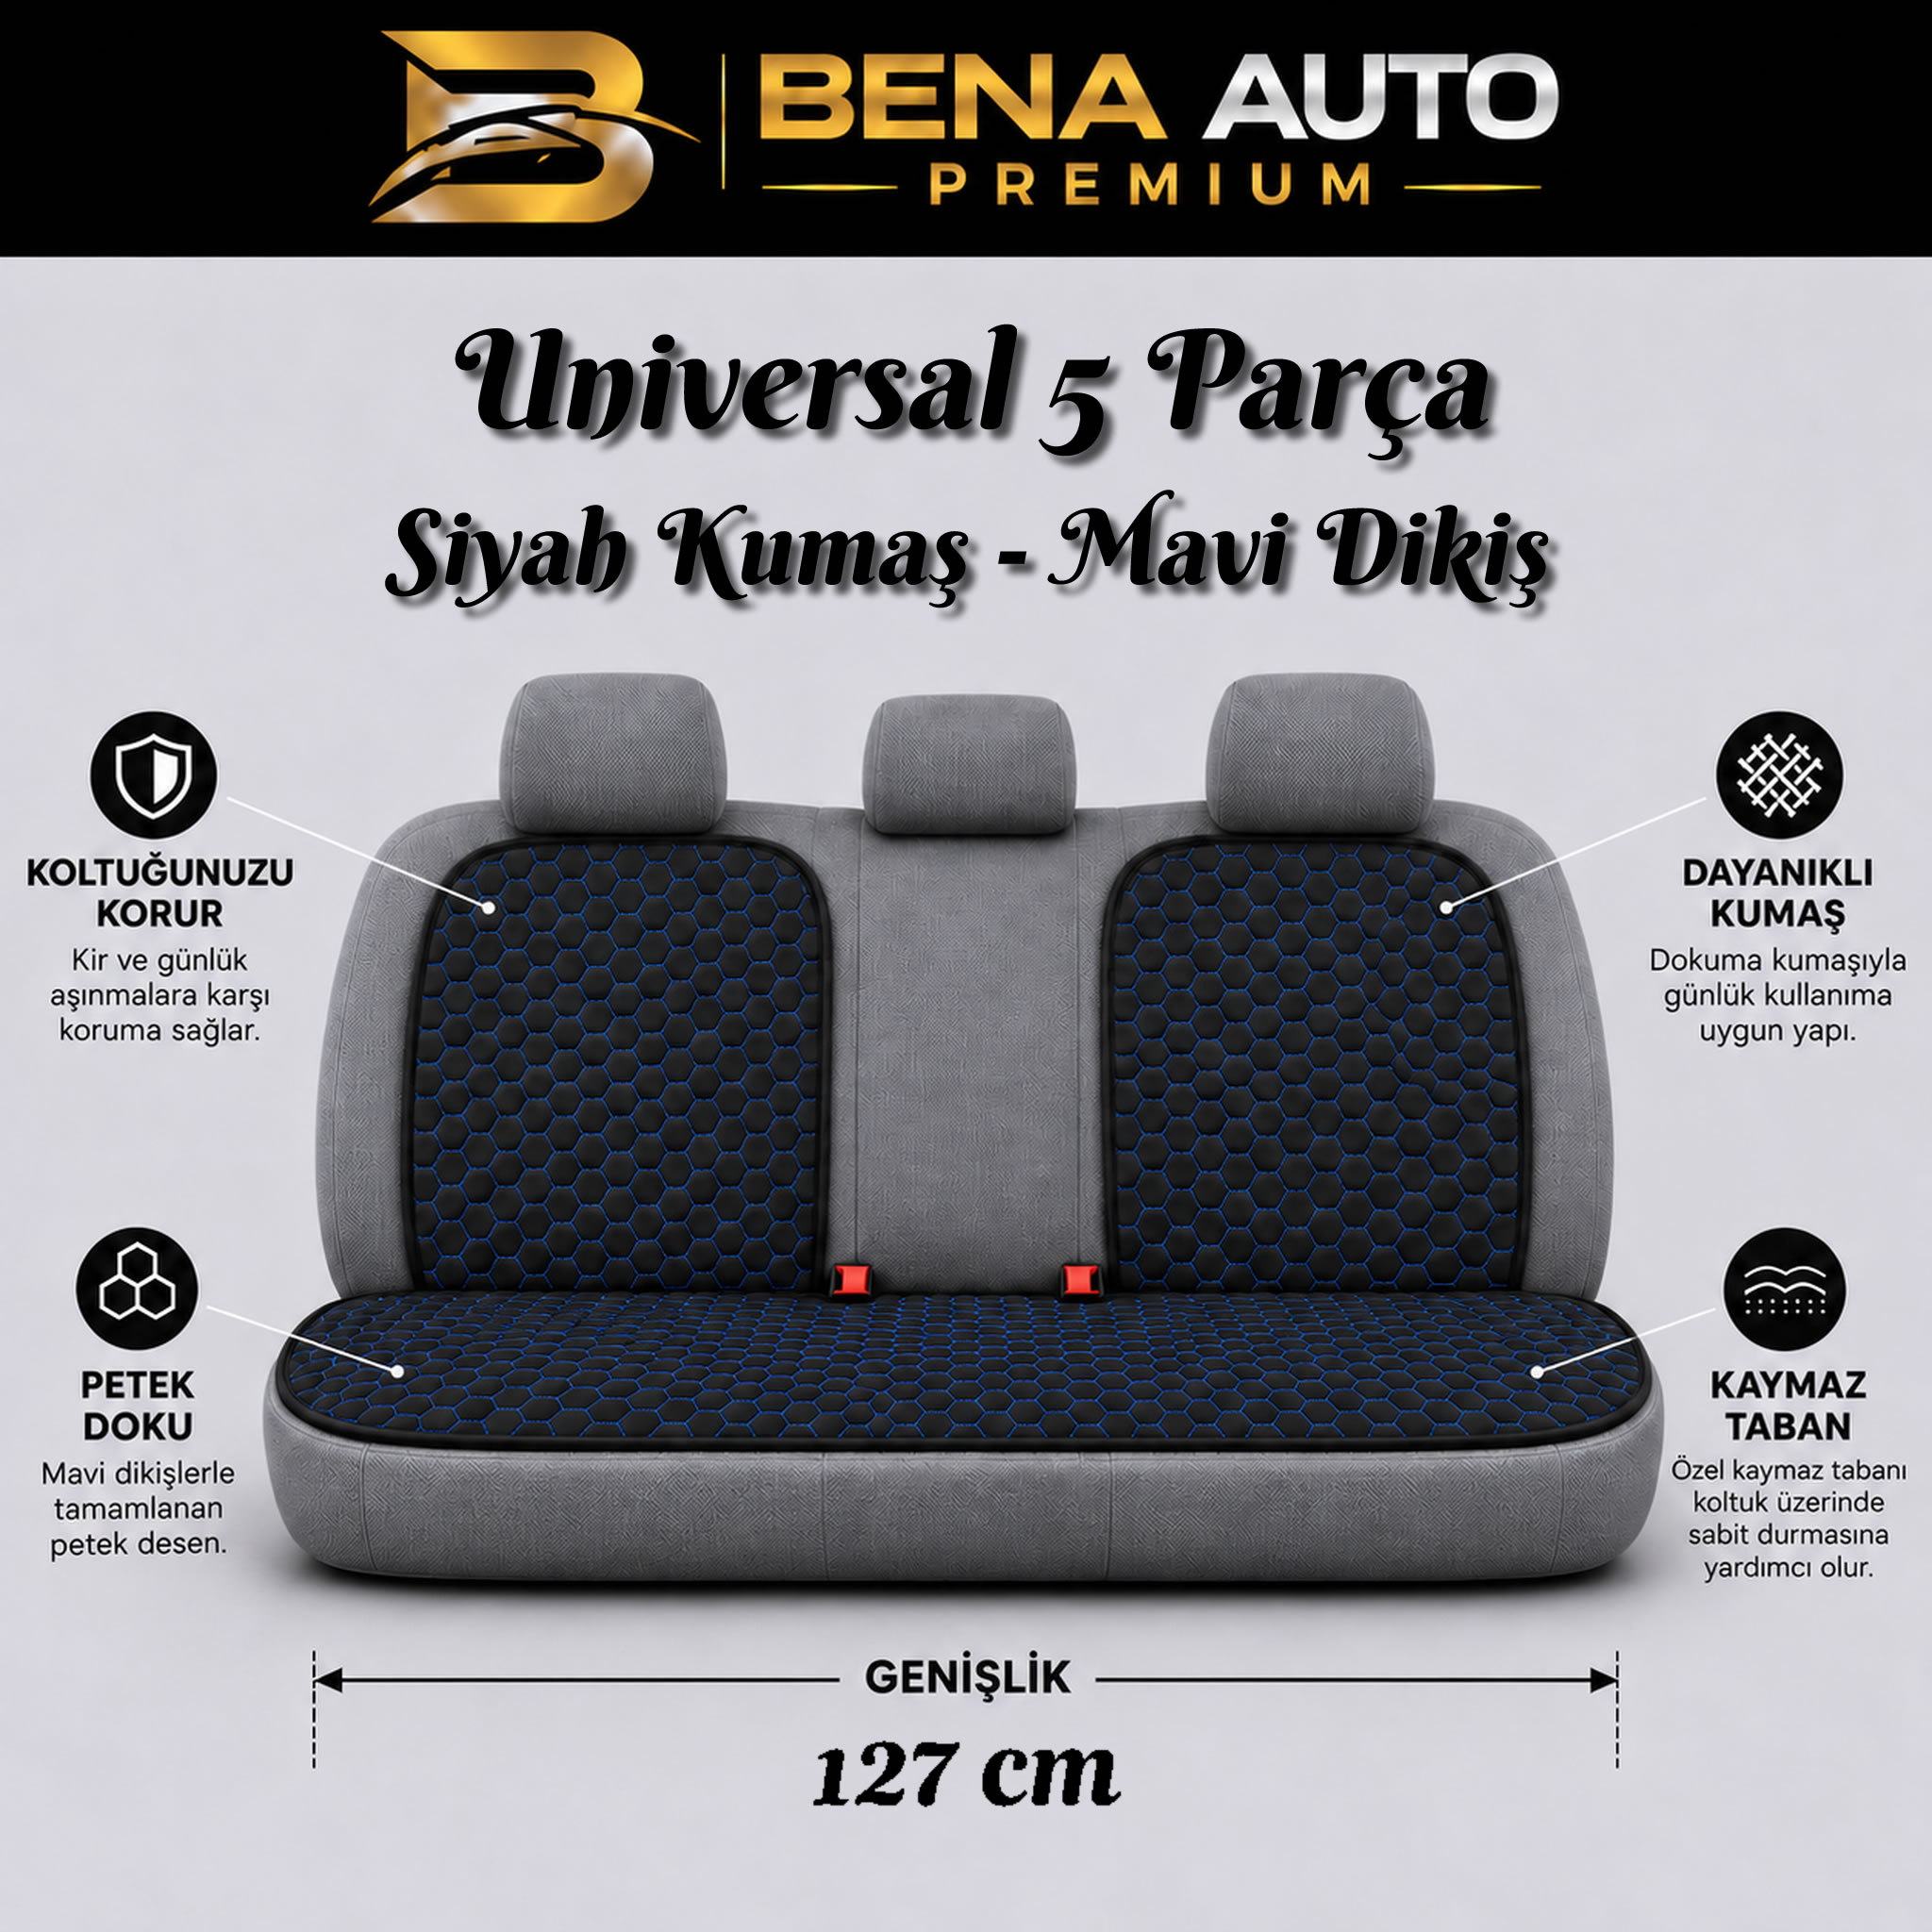 BENA AUTO
PREMIUM
Universal 5 Parça
Siyah Kumaş - Mavi Dikiş
KOLTUĞUNUZU
KORUR
Kir ve günlük
aşınmalara karşı
koruma sağlar.
DAYANIKLI
KUMAŞ
Dokuma kumaşıyla
günlük kullanıma
uygun yapı.
PETEK
DOKU
Mavi dikişlerle
tamamlanan
petek desen.
KAYMAZ
TABAN
Özel kaymaz tabanı
koltuk üzerinde
sabit durmasına
yardımcı olur.
GENİŞLİK
127 cm